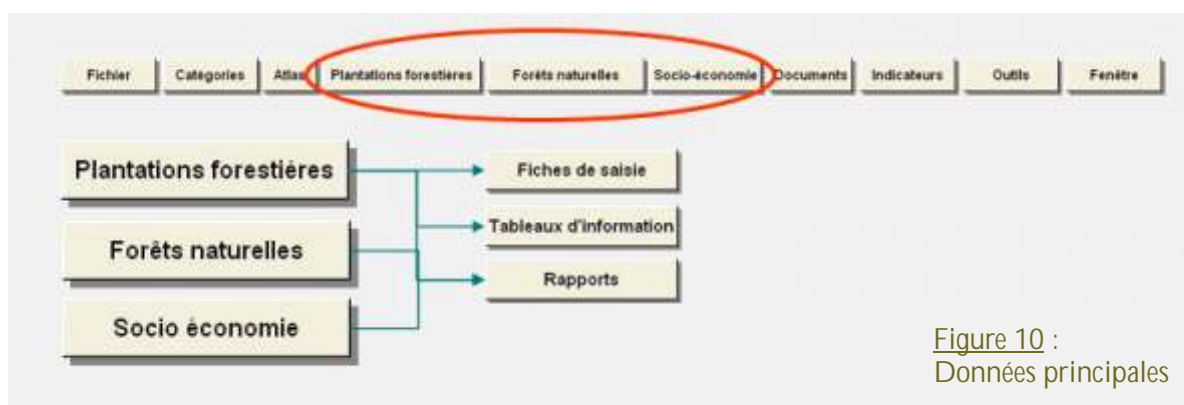 Fichier Catégories Atlas Plantations forestières Forêts naturelles Socio-économie Documents Indicateurs Outils Fenêtre
Plantations forestières
Fiches de saisie
Tableaux d'information
Forêts naturelles
Rapports
Socio économie
Figure 10 :
Données principales